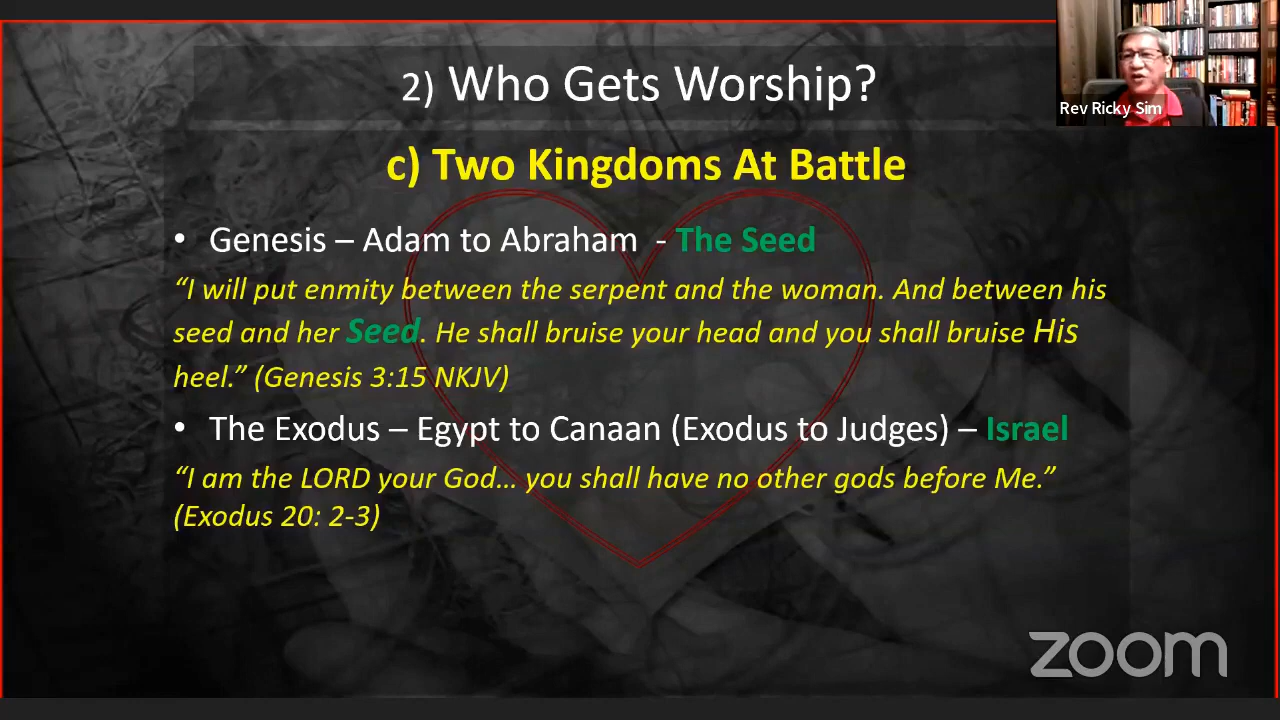 2) Who Gets Worship?
Rev Ricky Sim
c) Two Kingdoms At Battle
• Genesis – Adam to Abraham - The Seed
“I will put enmity between the serpent and the woman. And between his
seed and her Seed. He shall bruise your head and you shall bruise His
heel.” (Genesis 3:15 NKJV)
• The Exodus – Egypt to Canaan (Exodus to Judges) – Israel
“I am the LORD your God... you shall have no other gods before Me.”
(Exodus 20: 2-3)
zoom